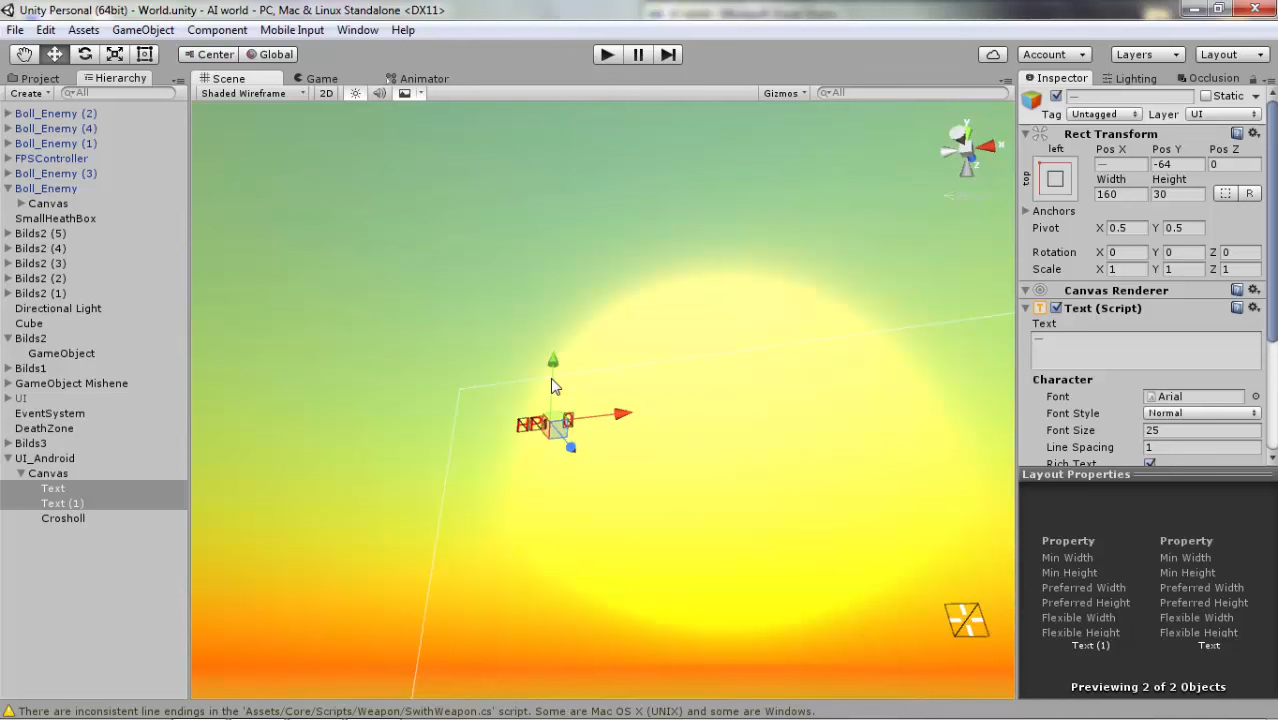 Unity Personal (64bit) - World.unity - AI world - PC, Mac & Linux Standalone <DX11>
File Edit Assets GameObject Component Mobile Input Window Help
Center Global Account Layers Layout
Project Hierarchy Scene Game Animator Inspector Lighting Occlusion
Create All Shaded Wireframe 2D Gizmos All — Static
Tag Untagged Layer UI
Boll_Enemy (2)
Boll_Enemy (4)
Boll_Enemy (1)
FPSController
Boll_Enemy (3)
Boll_Enemy
Canvas
SmallHeathBox
Bilds2 (5)
Bilds2 (4)
Bilds2 (3)
Bilds2 (2)
Bilds2 (1)
Directional Light
Cube
Bilds2
GameObject
Bilds1
GameObject Mishene
UI
EventSystem
DeathZone
Bilds3
UI_Android
Canvas
Text
Text (1)
Crosholl
y
x
z
HP: 0
Rect Transform
left Pos X Pos Y Pos Z
top — -64 0
Width Height
160 30 R
Anchors
Pivot X 0.5 Y 0.5
Rotation X 0 Y 0 Z 0
Scale X 1 Y 1 Z 1
Canvas Renderer
Text (Script)
Text
—
Character
Font Arial
Font Style Normal
Font Size 25
Line Spacing 1
Rich Text
Layout Properties
Property Property
Min Width Min Width
Min Height Min Height
Preferred Width Preferred Width
Preferred Height Preferred Height
Flexible Width Flexible Width
Flexible Height Flexible Height
Text (1) Text
Previewing 2 of 2 Objects
There are inconsistent line endings in the 'Assets/Core/Scripts/Weapon/SwithWeapon.cs' script. Some are Mac OS X (UNIX) and some are Windows.